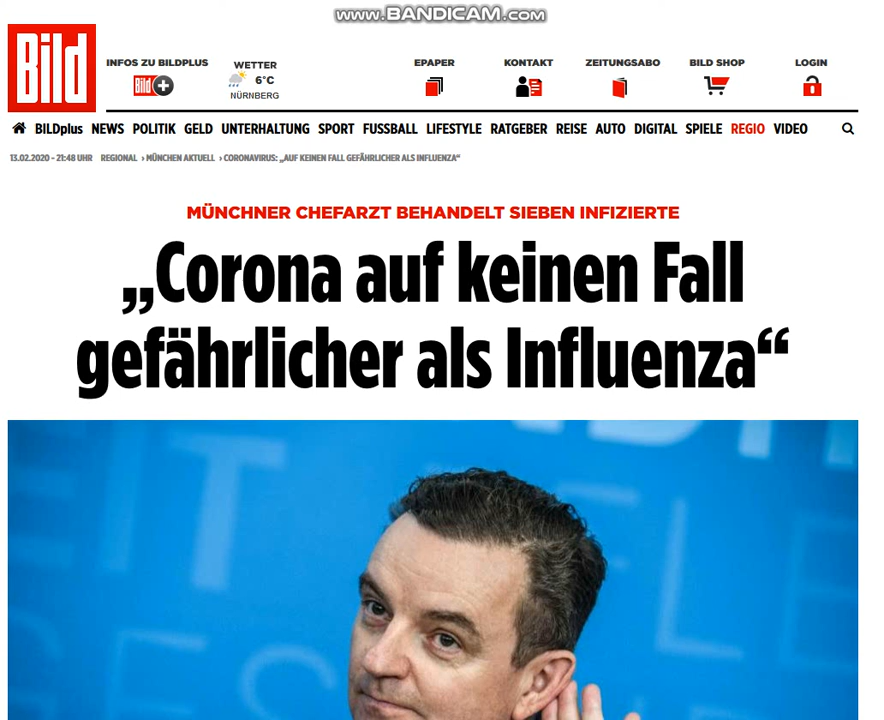 www.BANDICAM.com
Bild
INFOS ZU BILDPLUS
Bild+
WETTER
6°C
NÜRNBERG
EPAPER
KONTAKT
ZEITUNGSABO
BILD SHOP
LOGIN
BILDplus NEWS POLITIK GELD UNTERHALTUNG SPORT FUSSBALL LIFESTYLE RATGEBER REISE AUTO DIGITAL SPIELE REGIO VIDEO
13.02.2020 - 21:48 UHR REGIONAL › MÜNCHEN AKTUELL › CORONAVIRUS: „AUF KEINEN FALL GEFÄHRLICHER ALS INFLUENZA“
MÜNCHNER CHEFARZT BEHANDELT SIEBEN INFIZIERTE
„Corona auf keinen Fall
gefährlicher als Influenza“